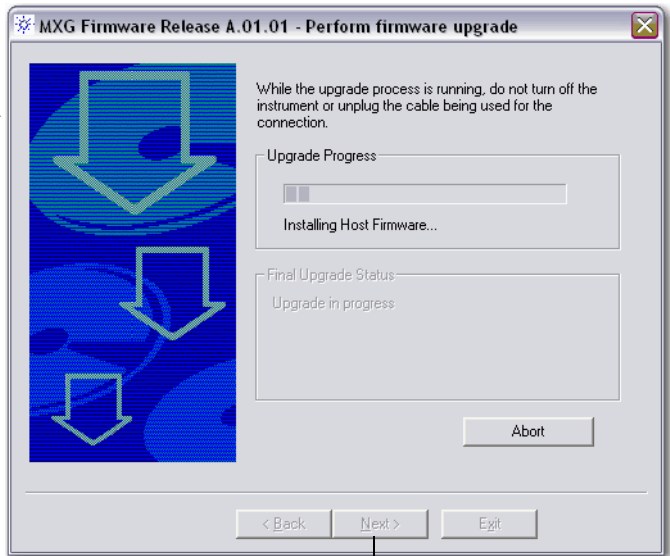 MXG Firmware Release A.01.01 - Perform firmware upgrade
While the upgrade process is running, do not turn off the
instrument or unplug the cable being used for the
connection.
Upgrade Progress
Installing Host Firmware...
Final Upgrade Status
Upgrade in progress
Abort
< Back
Next >
Exit